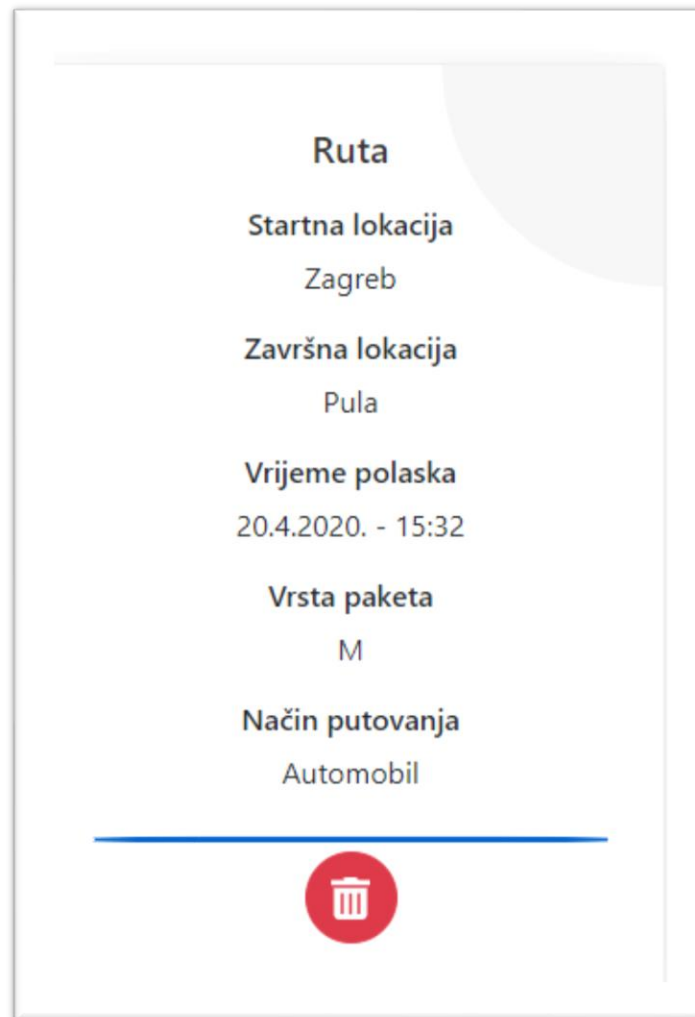 Ruta
Startna lokacija
Zagreb
Završna lokacija
Pula
Vrijeme polaska
20.4.2020. - 15:32
Vrsta paketa
M
Način putovanja
Automobil